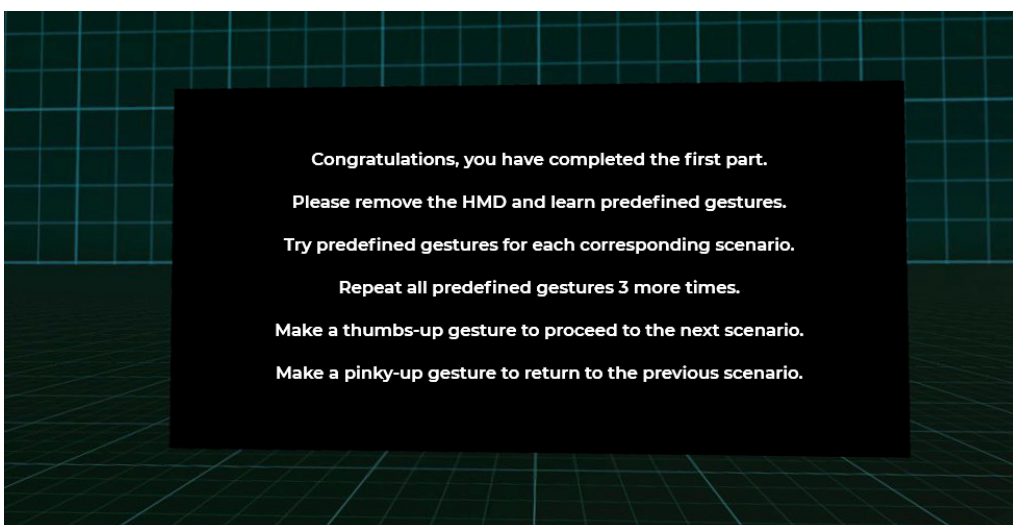 Congratulations, you have completed the first part.
Please remove the HMD and learn predefined gestures.
Try predefined gestures for each corresponding scenario.
Repeat all predefined gestures 3 more times.
Make a thumbs-up gesture to proceed to the next scenario.
Make a pinky-up gesture to return to the previous scenario.